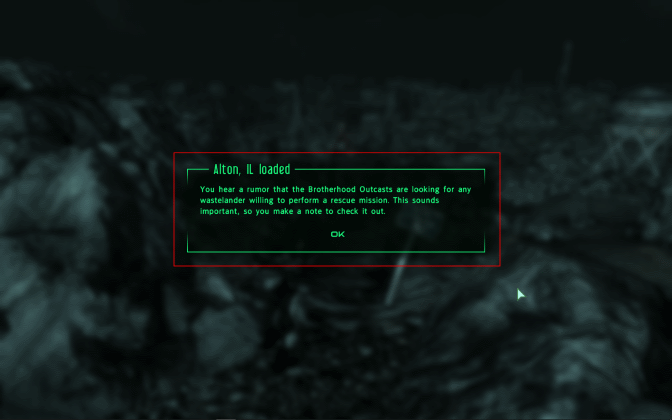 Alton, IL loaded
You hear a rumor that the Brotherhood Outcasts are looking for any
wastelander willing to perform a rescue mission. This sounds
important, so you make a note to check it out.
OK